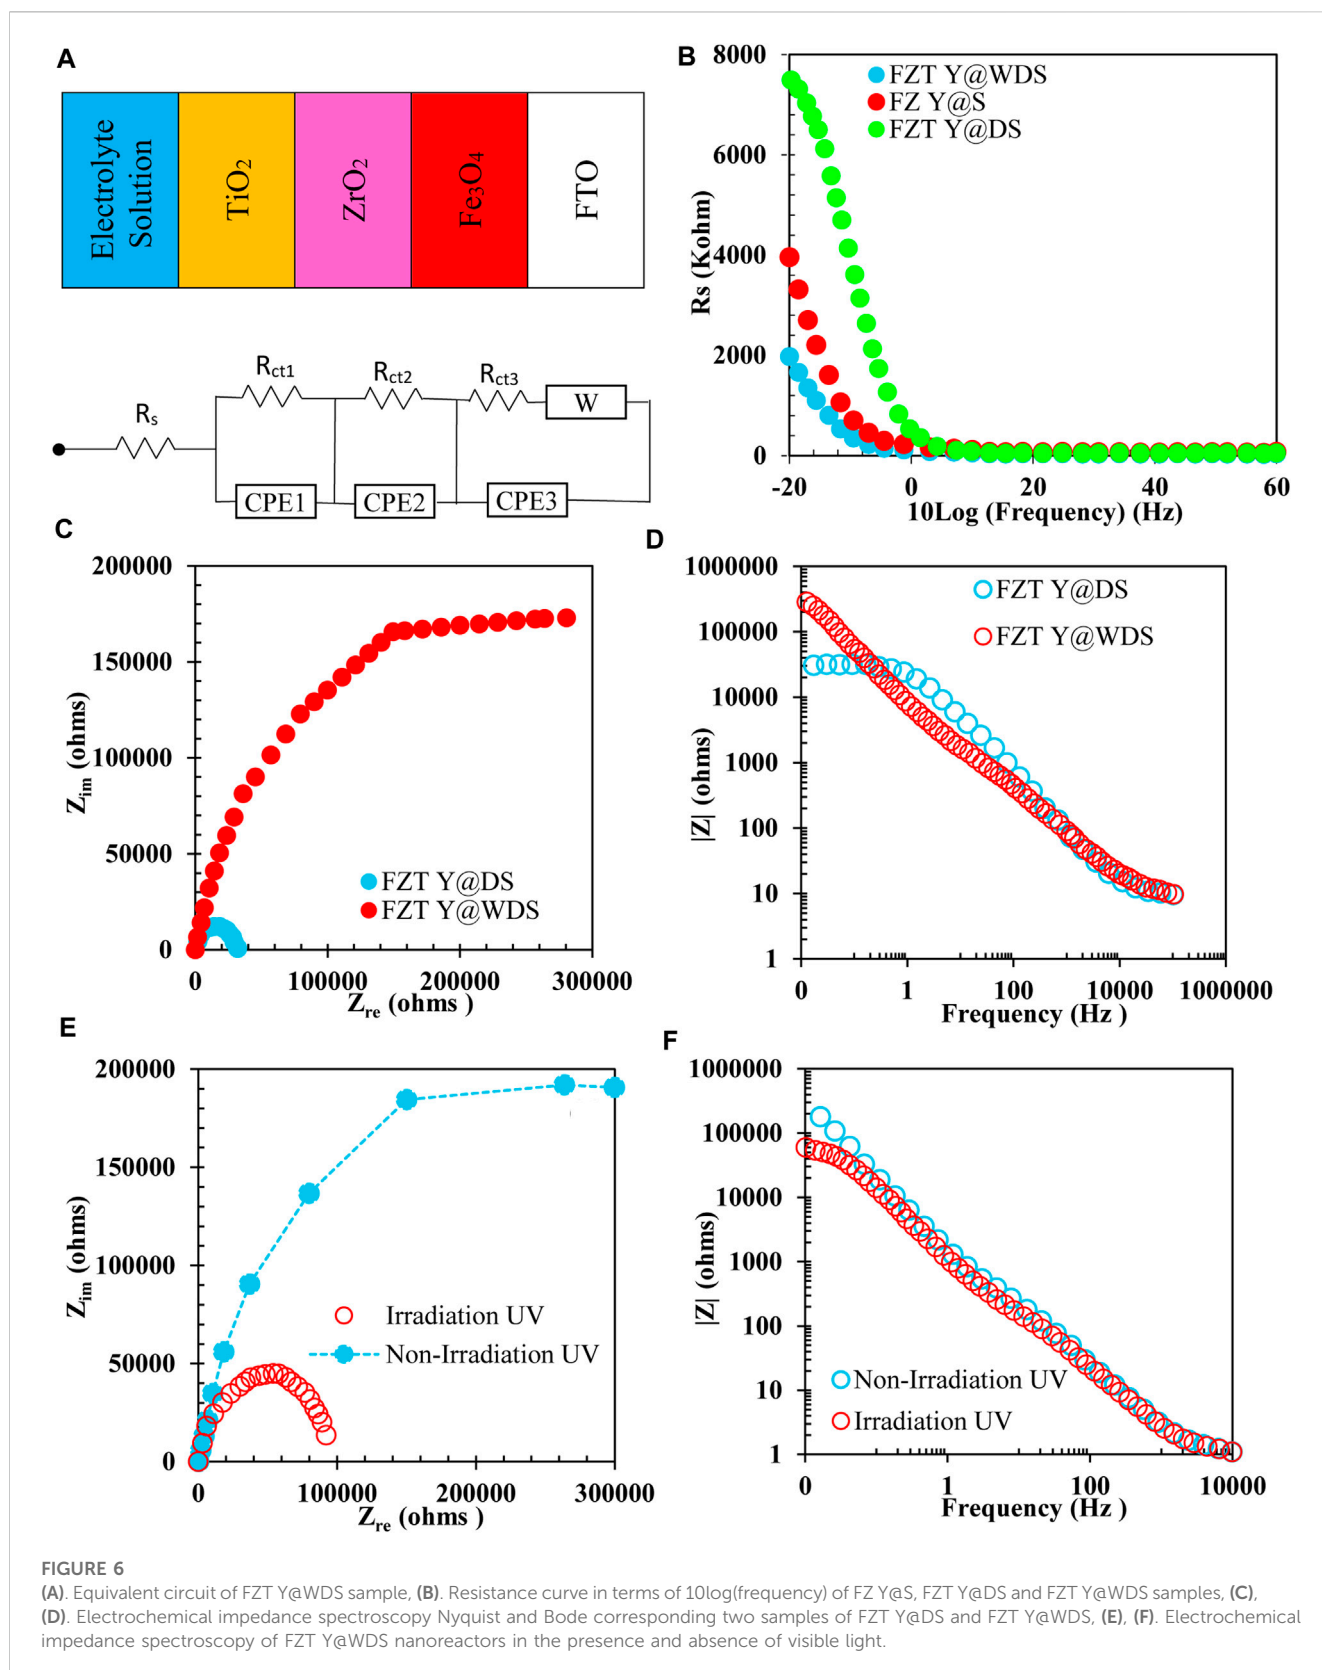 A
Electrolyte
Solution
TiO2
ZrO2
Fe3O4
FTO
Rs
Rct1
Rct2
Rct3
W
CPE1
CPE2
CPE3
B
8000
6000
4000
2000
0
Rs (Kohm)
FZT Y@WDS
FZ Y@S
FZT Y@DS
-20 0 20 40 60
10Log (Frequency) (Hz)
C
200000
150000
100000
50000
0
Zim (ohms)
FZT Y@DS
FZT Y@WDS
0 100000 200000 300000
Zre (ohms )
D
1000000
100000
10000
1000
100
10
1
|Z| (ohms)
FZT Y@DS
FZT Y@WDS
0 1 100 10000 1000000
Frequency (Hz )
E
200000
150000
100000
50000
0
Zim (ohms)
Irradiation UV
Non-Irradiation UV
0 100000 200000 300000
Zre (ohms )
F
1000000
100000
10000
1000
100
10
1
|Z| (ohms)
Non-Irradiation UV
Irradiation UV
0 1 100 10000
Frequency (Hz )
FIGURE 6
(A). Equivalent circuit of FZT Y@WDS sample, (B). Resistance curve in terms of 10log(frequency) of FZ Y@S, FZT Y@DS and FZT Y@WDS samples, (C),
(D). Electrochemical impedance spectroscopy Nyquist and Bode corresponding two samples of FZT Y@DS and FZT Y@WDS, (E), (F). Electrochemical
impedance spectroscopy of FZT Y@WDS nanoreactors in the presence and absence of visible light.